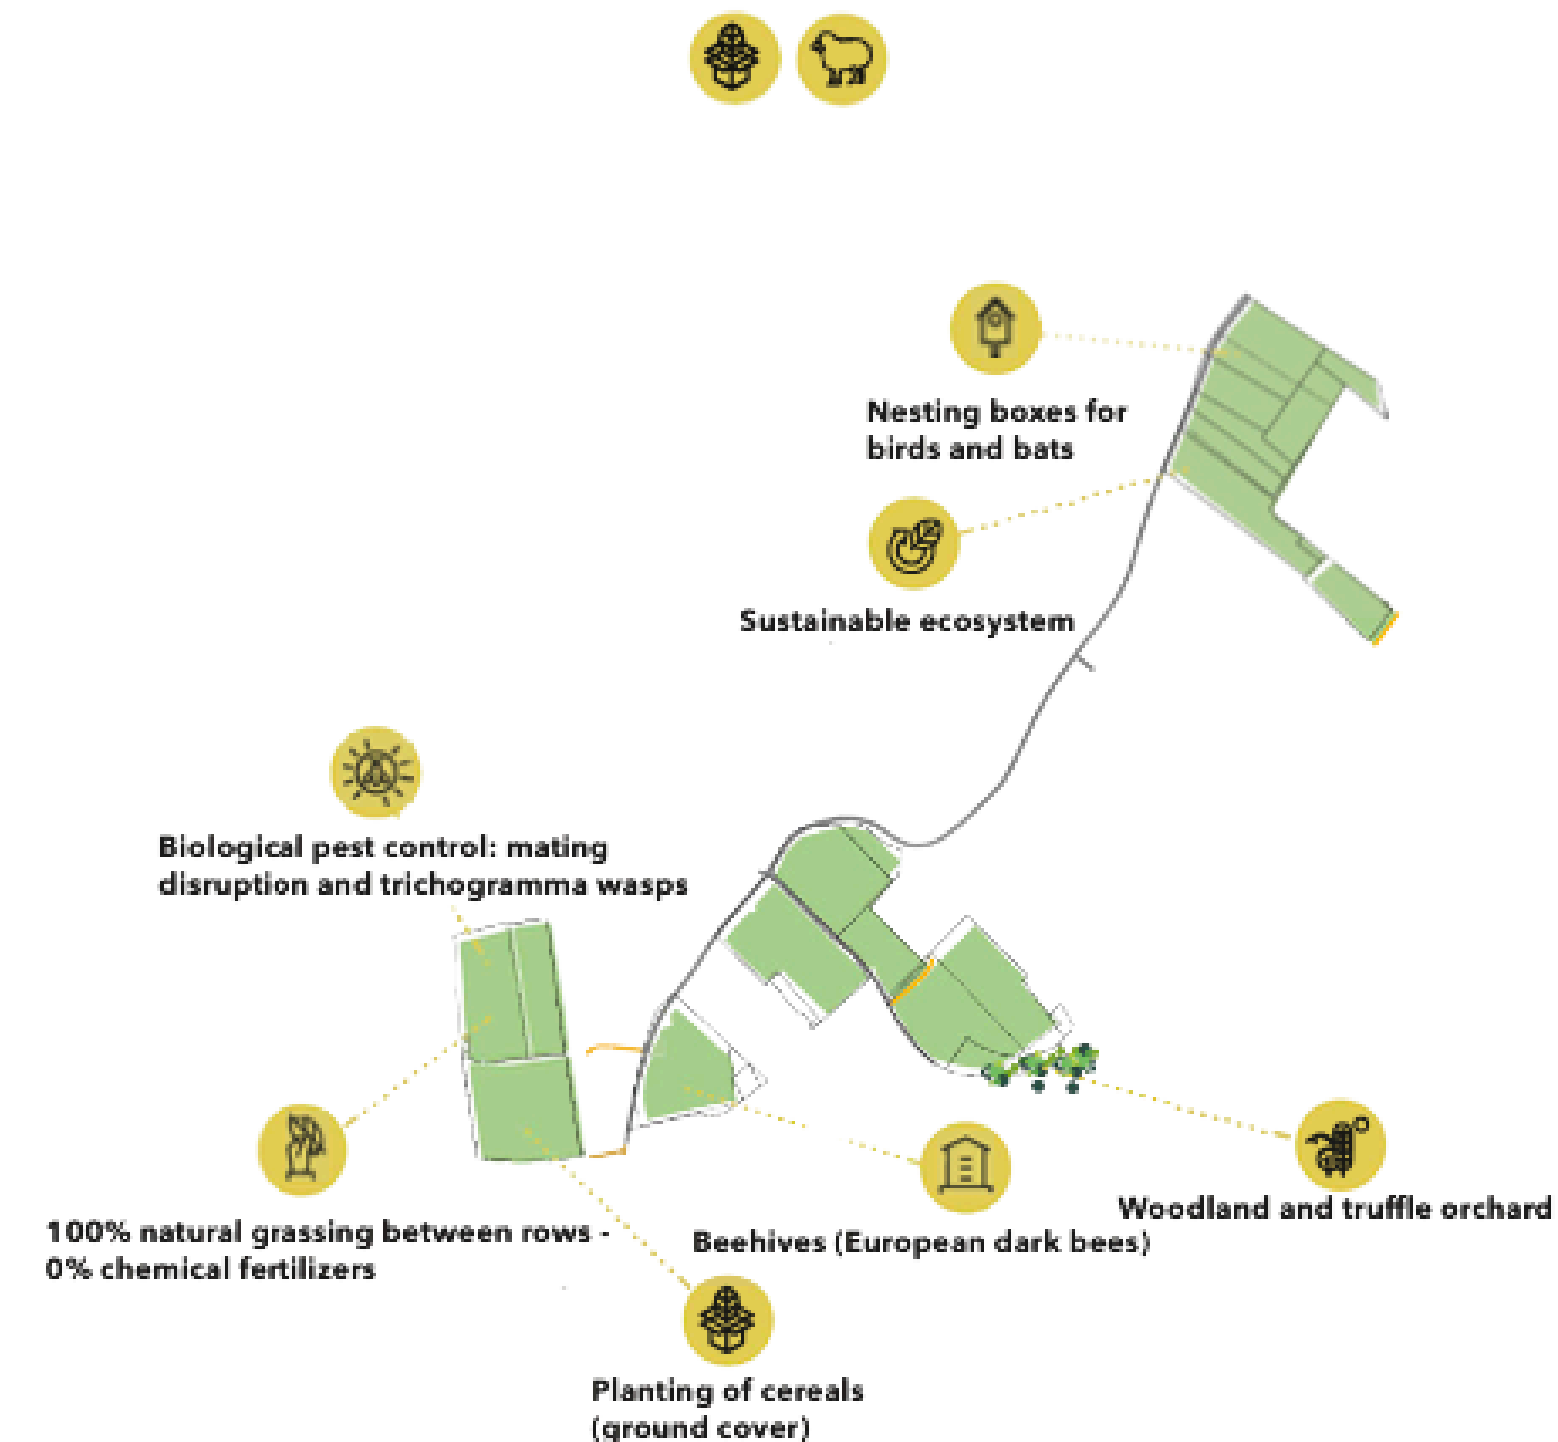 Nesting boxes for
birds and bats
Sustainable ecosystem
Biological pest control: mating
disruption and trichogramma wasps
100% natural grassing between rows -
0% chemical fertilizers
Beehives (European dark bees)
Woodland and truffle orchard
Planting of cereals
(ground cover)